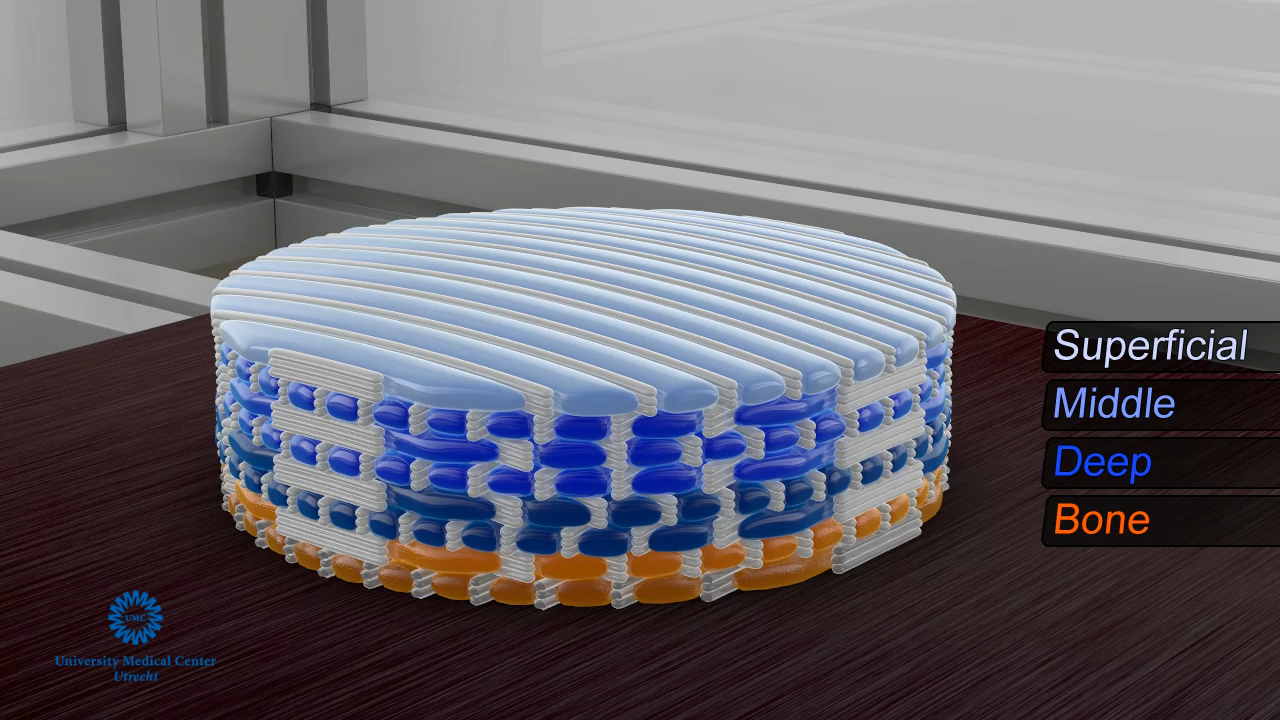 Superficial
Middle
Deep
Bone
UMC
University Medical Center
Utrecht